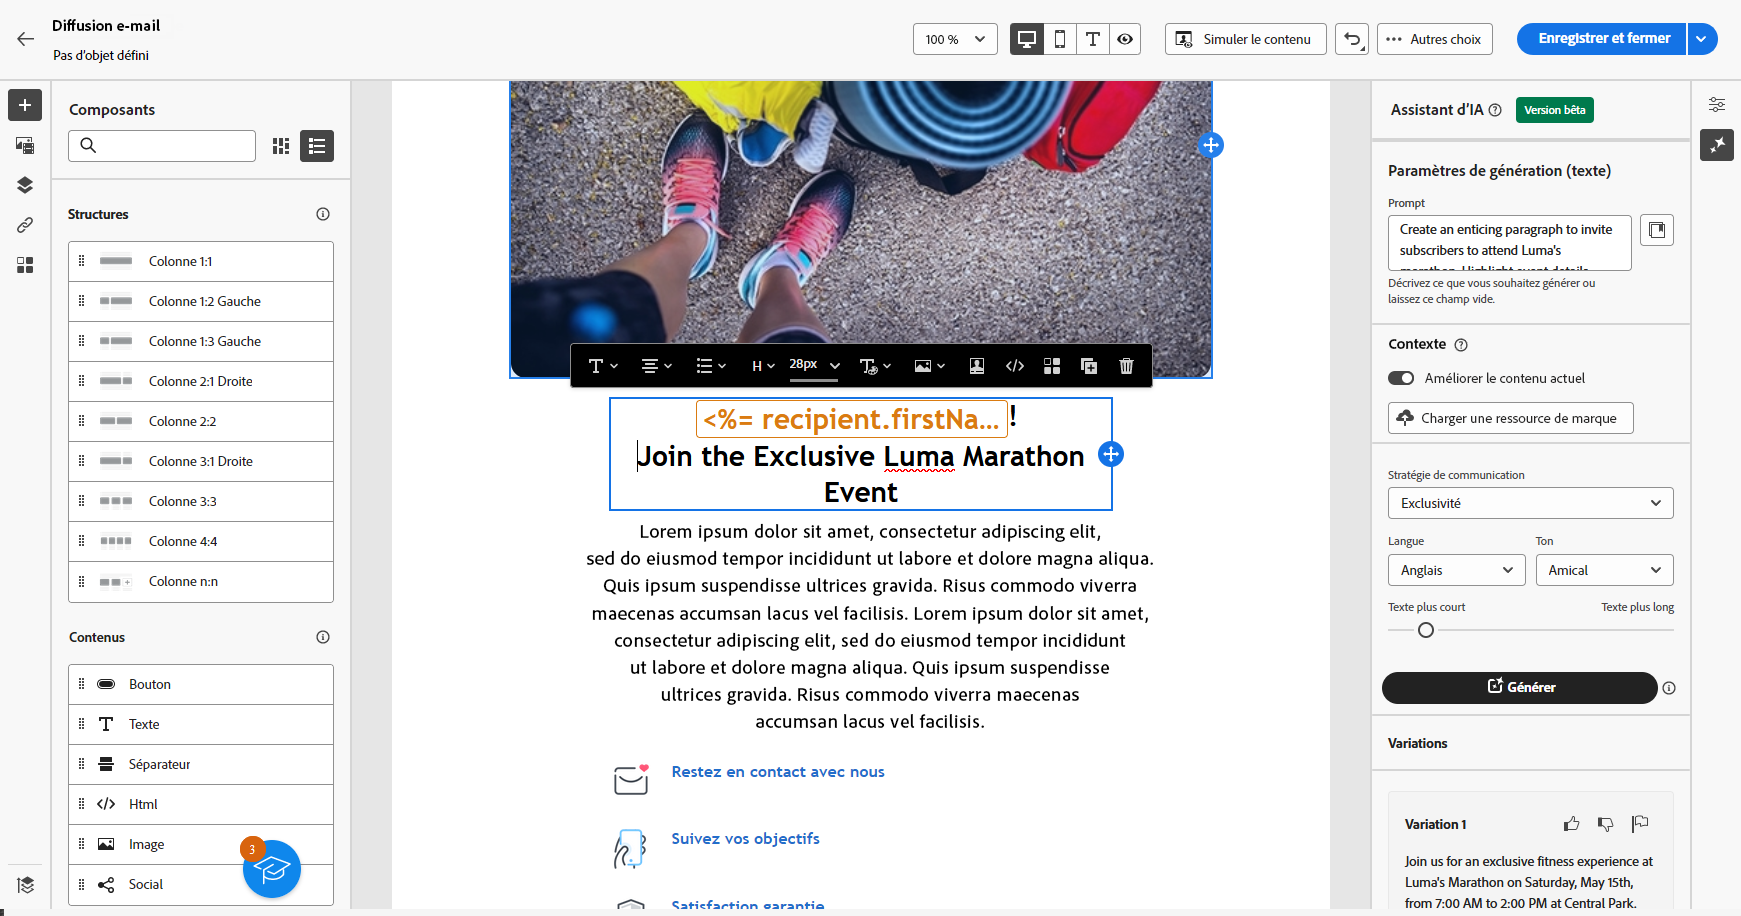 Diffusion e-mail
Pas d'objet défini
100 %
Simuler le contenu
Autres choix
Enregistrer et fermer
Composants
Structures
Colonne 1:1
Colonne 1:2 Gauche
Colonne 1:3 Gauche
Colonne 2:1 Droite
Colonne 2:2
Colonne 3:1 Droite
Colonne 3:3
Colonne 4:4
Colonne n:n
Contenus
Bouton
Texte
Séparateur
Html
Image
3
Social
H
28px
<%= recipient.firstNa... !
Join the Exclusive Luma Marathon
Event
Lorem ipsum dolor sit amet, consectetur adipiscing elit,
sed do eiusmod tempor incididunt ut labore et dolore magna aliqua.
Quis ipsum suspendisse ultrices gravida. Risus commodo viverra
maecenas accumsan lacus vel facilisis. Lorem ipsum dolor sit amet,
consectetur adipiscing elit, sed do eiusmod tempor incididunt
ut labore et dolore magna aliqua. Quis ipsum suspendisse
ultrices gravida. Risus commodo viverra maecenas
accumsan lacus vel facilisis.
Restez en contact avec nous
Suivez vos objectifs
Satisfaction garantie
Assistant d'IA
Version bêta
Paramètres de génération (texte)
Prompt
Create an enticing paragraph to invite
subscribers to attend Luma's
marathon. Highlight event details
Décrivez ce que vous souhaitez générer ou
laissez ce champ vide.
Contexte
Améliorer le contenu actuel
Charger une ressource de marque
Stratégie de communication
Exclusivité
Langue
Ton
Anglais
Amical
Texte plus court
Texte plus long
Générer
Variations
Variation 1
Join us for an exclusive fitness experience at
Luma's Marathon on Saturday, May 15th,
from 7:00 AM to 2:00 PM at Central Park.